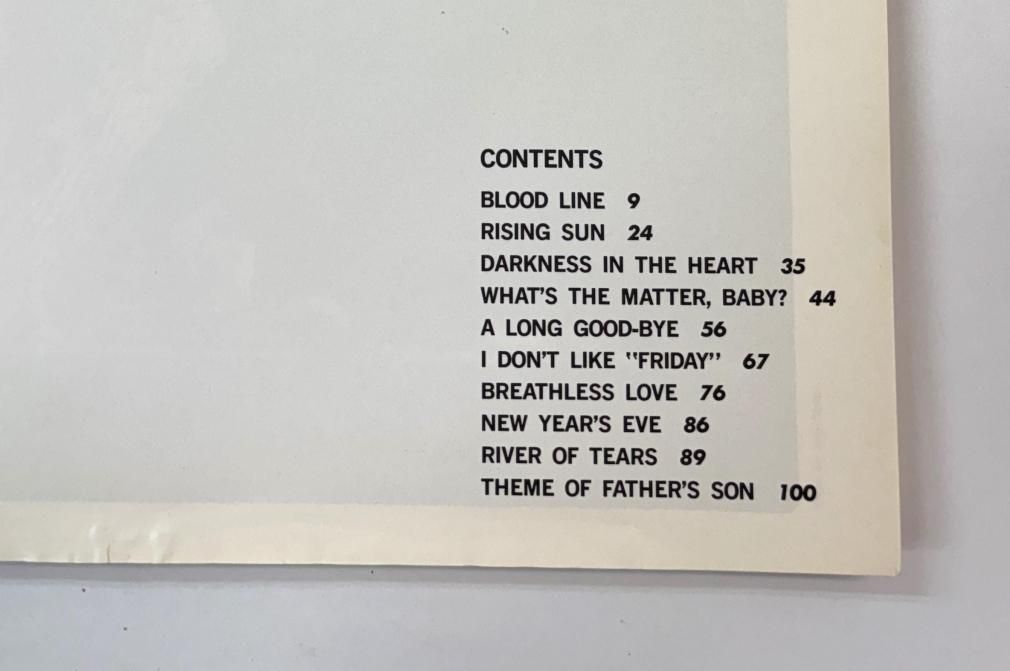 CONTENTS
BLOOD LINE 9
RISING SUN 24
DARKNESS IN THE HEART 35
WHAT'S THE MATTER, BABY? 44
A LONG GOOD-BYE 56
I DON'T LIKE "FRIDAY" 67
BREATHLESS LOVE 76
NEW YEAR'S EVE 86
RIVER OF TEARS 89
THEME OF FATHER'S SON 100